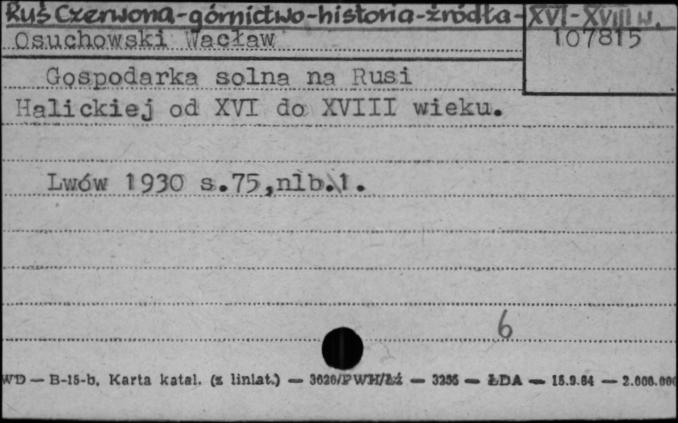 Ruś Czerwona-górnictwo-historia-źródła-XVI-XVIII w.
Osuchowski Wacław
107815
Gospodarka solna na Rusi
Halickiej od XVI do XVIII wieku.
Lwów 1930 s.75,nlb.1.
6
WD — B-15-b, Karta katal. (z liniat.) — 3626/PWH/Łź — 3235 — ŁDA — 15.9.64 — 2.000.000